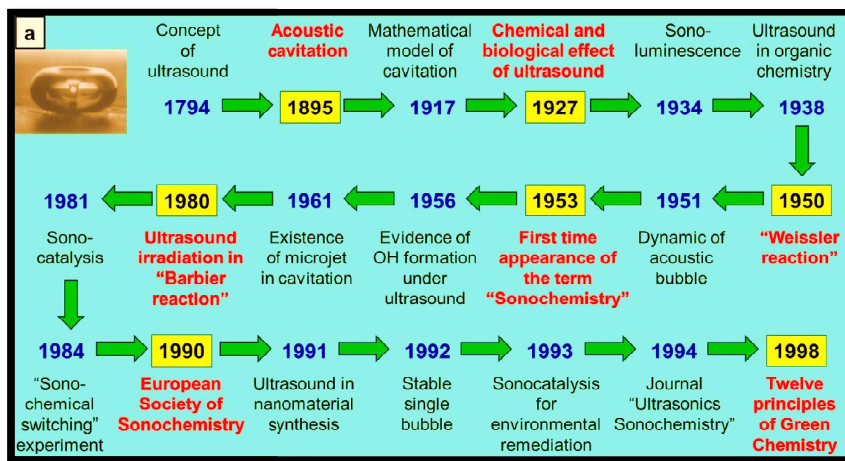 a
Concept
of
ultrasound
Acoustic
cavitation
Mathematical
model of
cavitation
Chemical and
biological effect
of ultrasound
Sono-
luminescence
Ultrasound
in organic
chemistry
1794 1895 1917 1927 1934 1938
1981 1980 1961 1956 1953 1951 1950
Sono-
catalysis
Ultrasound
irradiation in
“Barbier
reaction”
Existence
of microjet
in cavitation
Evidence of
OH formation
under
ultrasound
First time
appearance of
the term
“Sonochemistry”
Dynamic of
acoustic
bubble
“Weissler
reaction”
1984 1990 1991 1992 1993 1994 1998
“Sono-
chemical
switching”
experiment
European
Society of
Sonochemistry
Ultrasound in
nanomaterial
synthesis
Stable
single
bubble
Sonocatalysis
for
environmental
remediation
Journal
“Ultrasonics
Sonochemistry”
Twelve
principles
of Green
Chemistry